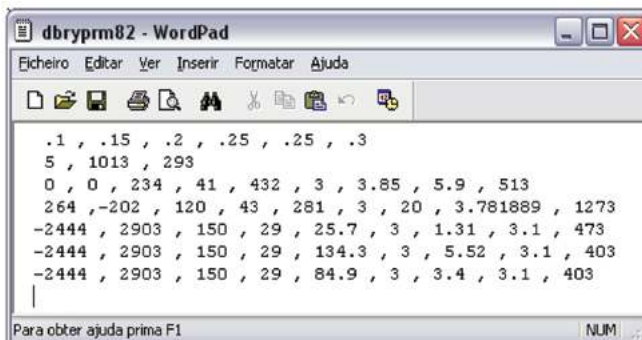 dbryprm82 - WordPad
Ficheiro Editar Ver Inserir Formatar Ajuda
.1 , .15 , .2 , .25 , .25 , .3
5 , 1013 , 293
0 , 0 , 234 , 41 , 432 , 3 , 3.85 , 5.9 , 513
264 ,-202 , 120 , 43 , 281 , 3 , 20 , 3.781889 , 1273
-2444 , 2903 , 150 , 29 , 25.7 , 3 , 1.31 , 3.1 , 473
-2444 , 2903 , 150 , 29 , 134.3 , 3 , 5.52 , 3.1 , 403
-2444 , 2903 , 150 , 29 , 84.9 , 3 , 3.4 , 3.1 , 403
Para obter ajuda prima F1 NUM